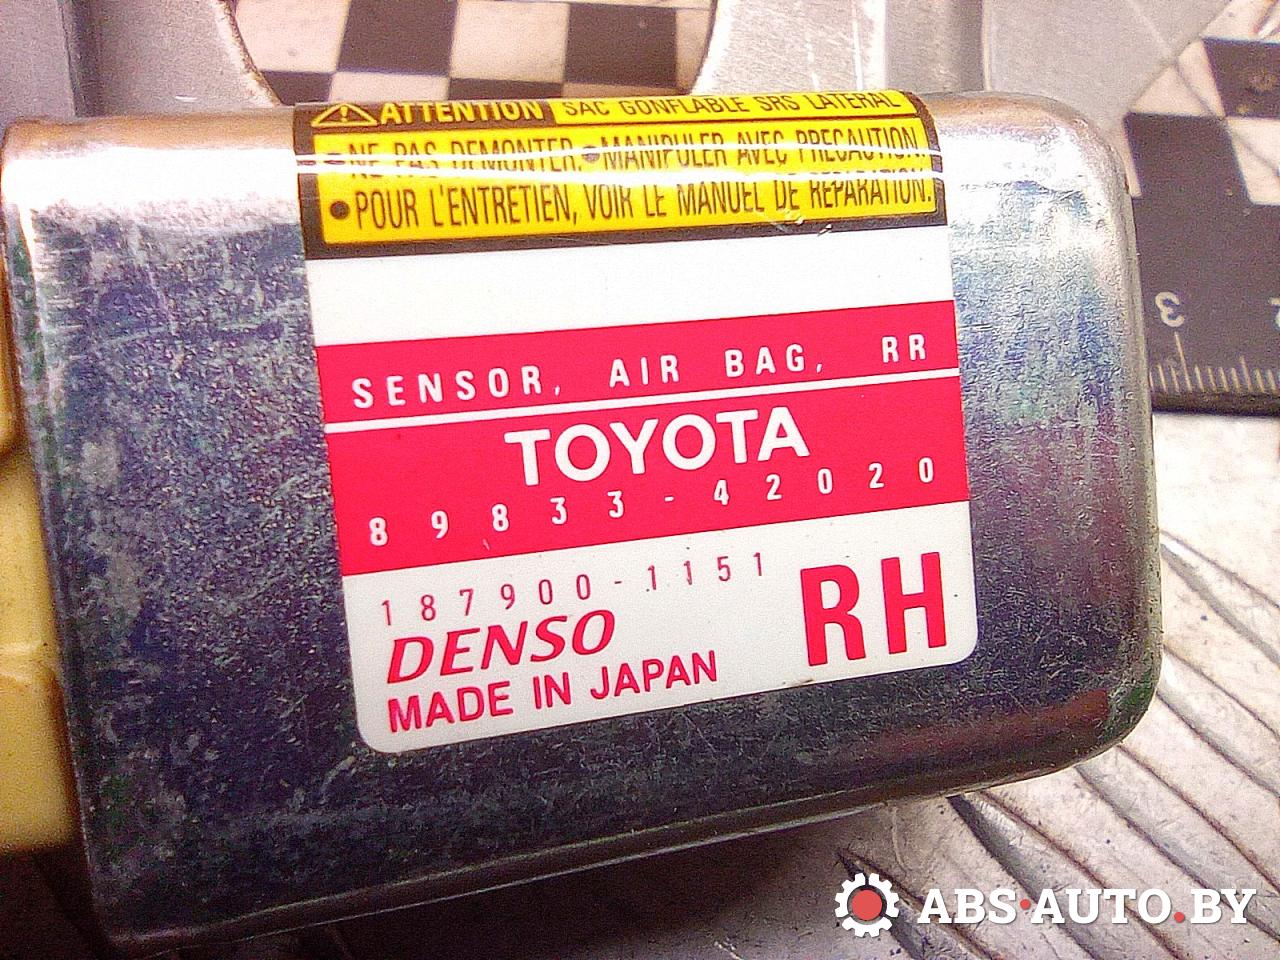 ATTENTION SAC GONFLABLE SRS LATERAL
• NE PAS DEMONTER. • MANIPULER AVEC PRECAUTION.
• POUR L'ENTRETIEN, VOIR LE MANUEL DE REPARATION.
SENSOR, AIR BAG, RR
TOYOTA
89833-42020
187900-1151
DENSO
MADE IN JAPAN
RH
3
ABS·AUTO.BY